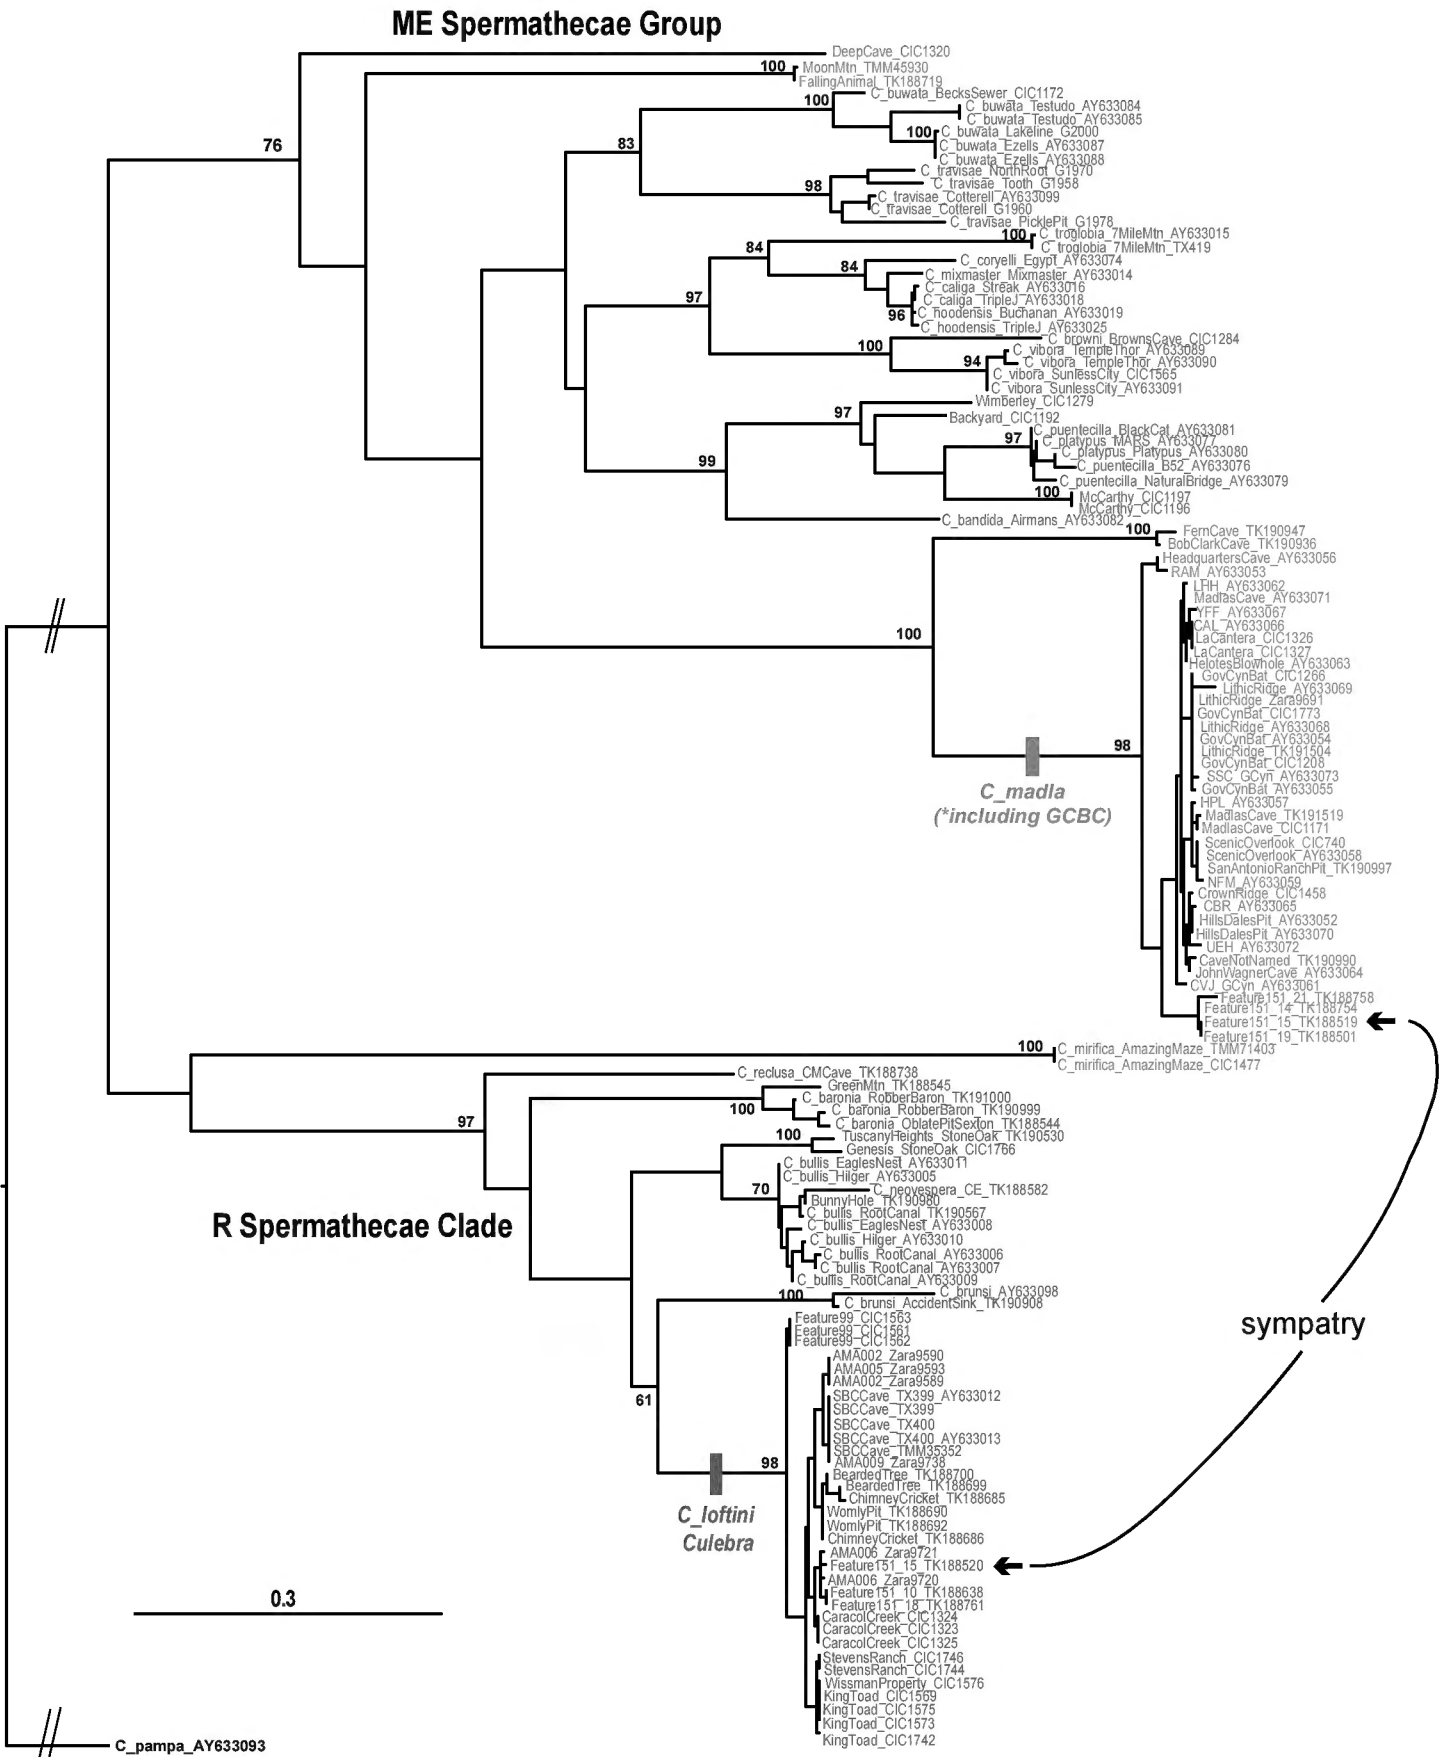 ME Spermathecae Group
DeepCave_CIC1320
100
MoonMtn_TMM45930
FallingAnimal_TK188719
C_buwata_BecksSewer_CIC1172
100
C_buwata_Testudo_AY633084
C_buwata_Testudo_AY633085
100
C_buwata_Lakeline_G2000
76
83
C_buwata_Ezells_AY633087
C_buwata_Ezells_AY633088
C_travisae_NorthRoot_G1970
98
C_travisae_Tooth_G1958
C_travisae_Cotterell_AY633099
C_travisae_Cotterell_G1960
C_travisae_PicklePit_G1978
100
C_troglobia_7MileMtn_AY633015
84
C_troglobia_7MileMtn_TX419
84
C_coryelli_Egypt_AY633074
C_mixmaster_Mixmaster_AY633014
C_caliga_Streak_AY633016
97
C_caliga_TripleJ_AY633018
96
C_hoodensis_Buchanan_AY633019
C_hoodensis_TripleJ_AY633025
C_browni_BrownsCave_CIC1284
100
C_vibora_TempleThor_AY633089
94
C_vibora_TempleThor_AY633090
C_vibora_SunlessCity_CIC1565
C_vibora_SunlessCity_AY633091
Wimberley_CIC1279
97
Backyard_CIC1192
C_puentecilla_BlackCat_AY633081
97
C_platypus_MARS_AY633077
C_platypus_Platypus_AY633080
99
C_puentecilla_B52_AY633076
C_puentecilla_NaturalBridge_AY633079
100
McCarthy_CIC1197
McCarthy_CIC1196
C_bandida_Airmans_AY633082
100
FernCave_TK190947
BobClarkCave_TK190936
HeadquartersCave_AY633056
RAM_AY633053
LHH_AY633062
MadlasCave_AY633071
YFF_AY633067
CAL_AY633066
100
LaCantera_CIC1326
LaCantera_CIC1327
HelotesBlowhole_AY633063
GovCynBat_CIC1266
LithicRidge_AY633069
LithicRidge_Zara9691
GovCynBat_CIC1773
LithicRidge_AY633068
GovCynBat_AY633054
98
LithicRidge_TK191504
GovCynBat_CIC1208
SSC_GCyn_AY633073
GovCynBat_AY633055
C_madla
(*including GCBC)
HPL_AY633057
MadlasCave_TK191519
MadlasCave_CIC1171
ScenicOverlook_CIC740
ScenicOverlook_AY633058
SanAntonioRanchPit_TK190997
NFM_AY633059
CrownRidge_CIC1458
CBR_AY633065
HillsDalesPit_AY633052
HillsDalesPit_AY633070
UEH_AY633072
CaveNotNamed_TK190990
JohnWagnerCave_AY633064
CVJ_GCyn_AY633061
Feature151_21_TK188758
Feature151_14_TK188754
Feature151_15_TK188519
Feature151_19_TK188501
100
C_mirifica_AmazingMaze_TMM71403
C_mirifica_AmazingMaze_CIC1477
C_reclusa_CMCave_TK188738
GreenMtn_TK188545
C_baronia_RobberBaron_TK191000
100
C_baronia_RobberBaron_TK190999
97
C_baronia_OblatePitSexton_TK188544
100
TuscanyHeights_StoneOak_TK190530
Genesis_StoneOak_CIC1766
C_bullis_EaglesNest_AY633011
C_bullis_Hilger_AY633005
70
C_neovespera_CE_TK188582
BunnyHole_TK190980
C_bullis_RootCanal_TK190567
R Spermathecae Clade
C_bullis_EaglesNest_AY633008
C_bullis_Hilger_AY633010
C_bullis_RootCanal_AY633006
C_bullis_RootCanal_AY633007
C_bullis_RootCanal_AY633009
100
C_brunsi_AY633098
C_brunsi_AccidentSink_TK190908
Feature99_CIC1563
sympatry
Feature99_CIC1561
Feature99_CIC1562
AMA002_Zara9590
AMA005_Zara9593
AMA002_Zara9589
61
SBCCave_TX399_AY633012
SBCCave_TX399
SBCCave_TX400
SBCCave_TX400_AY633013
SBCCave_TMM35352
98
AMA009_Zara9738
BeardedTree_TK188700
BeardedTree_TK188699
ChimneyCricket_TK188685
C_loftini
Culebra
WomlyPit_TK188690
WomlyPit_TK188692
ChimneyCricket_TK188686
AMA006_Zara9721
Feature151_15_TK188520
AMA006_Zara9720
Feature151_10_TK188638
0.3
Feature151_18_TK188761
CaracolCreek_CIC1324
CaracolCreek_CIC1323
CaracolCreek_CIC1325
StevensRanch_CIC1746
StevensRanch_CIC1744
WissmanProperty_CIC1576
KingToad_CIC1569
KingToad_CIC1575
KingToad_CIC1573
KingToad_CIC1742
C_pampa_AY633093